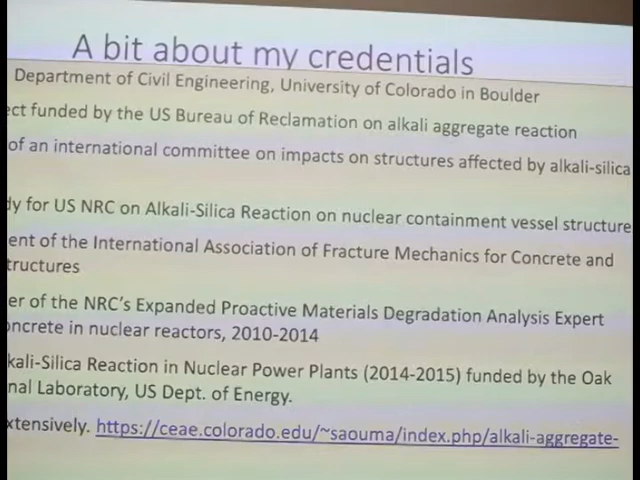 A bit about my credentials
Department of Civil Engineering, University of Colorado in Boulder
ect funded by the US Bureau of Reclamation on alkali aggregate reaction
of an international committee on impacts on structures affected by alkali-silica
dy for US NRC on Alkali-Silica Reaction on nuclear containment vessel structure
ent of the International Association of Fracture Mechanics for Concrete and
tructures
er of the NRC's Expanded Proactive Materials Degradation Analysis Expert
oncrete in nuclear reactors, 2010-2014
kali-Silica Reaction in Nuclear Power Plants (2014-2015) funded by the Oak
nal Laboratory, US Dept. of Energy.
xtensively. https://ceae.colorado.edu/~saouma/index.php/alkali-aggregate-